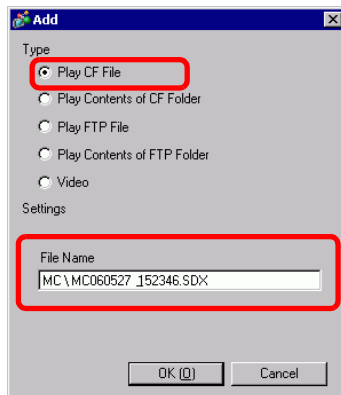 Add
Type
Play CF File
Play Contents of CF Folder
Play FTP File
Play Contents of FTP Folder
Video
Settings
File Name
MC\MC060527_152346.SDX
OK (O) Cancel